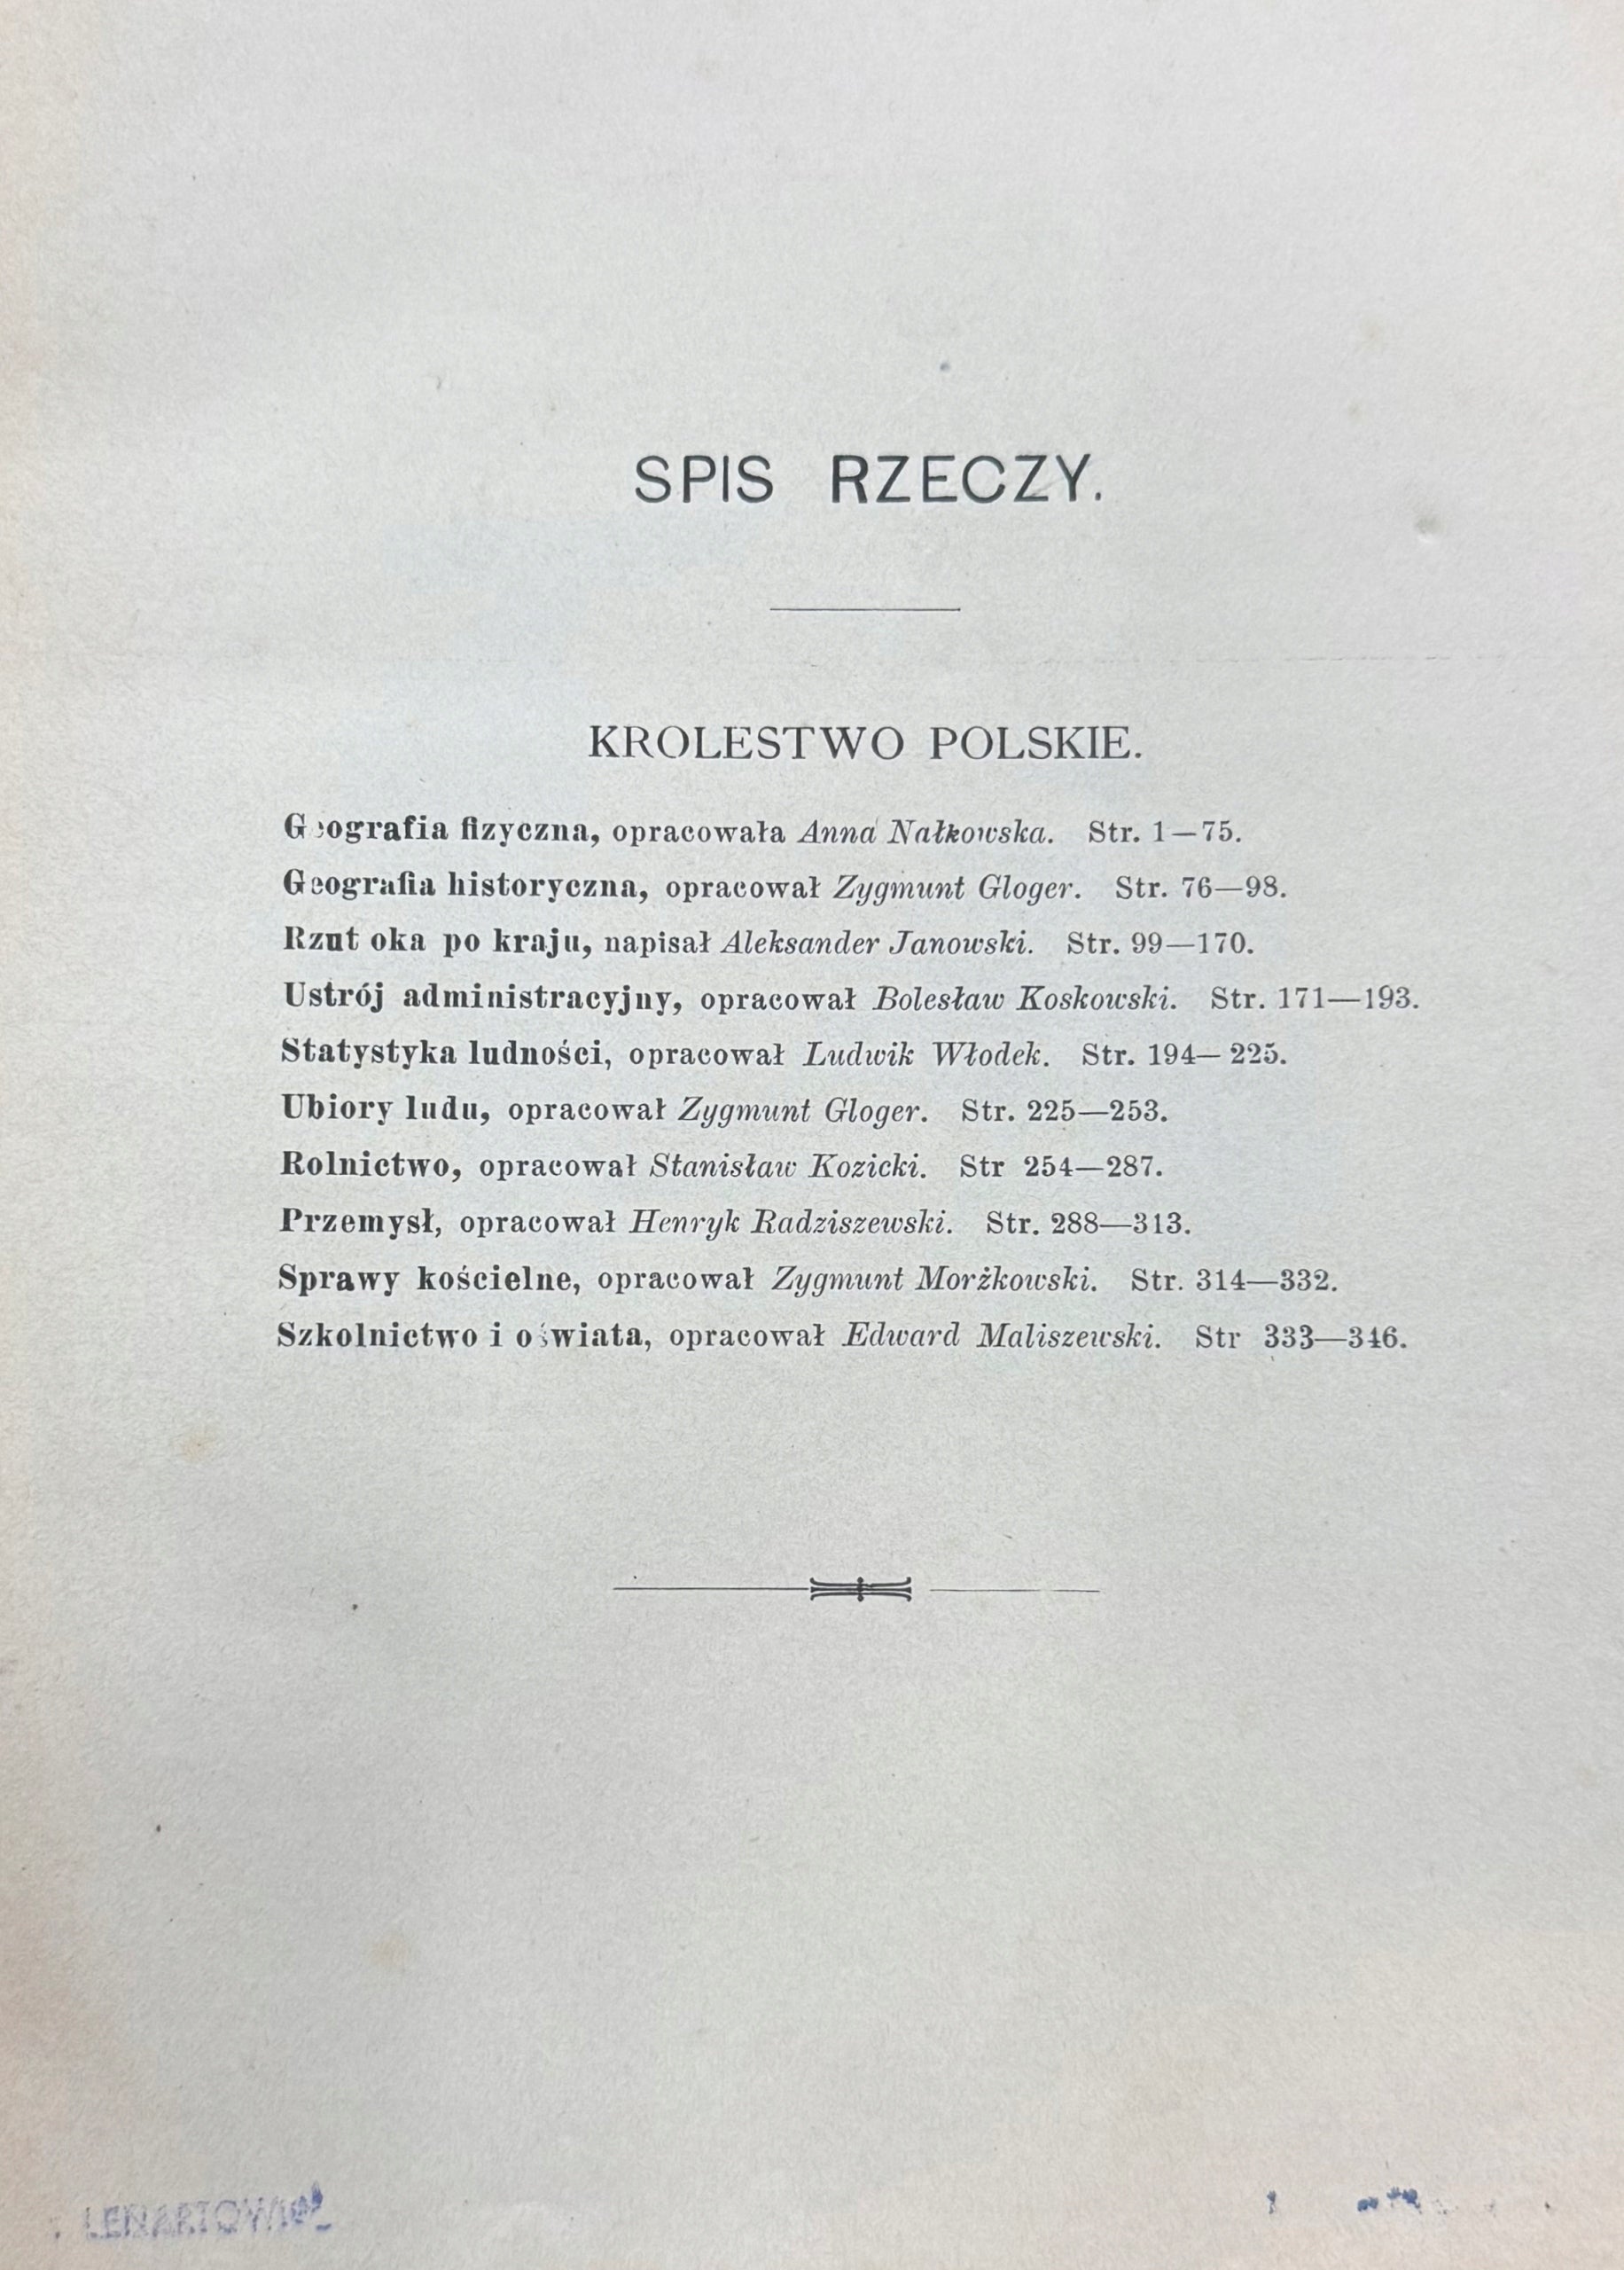 SPIS RZECZY.
KROLESTWO POLSKIE.
Geografia fizyczna, opracowała Anna Nałkowska. Str. 1—75.
Geografia historyczna, opracował Zygmunt Gloger. Str. 76—98.
Rzut oka po kraju, napisał Aleksander Janowski. Str. 99—170.
Ustrój administracyjny, opracował Bolesław Koskowski. Str. 171—193.
Statystyka ludności, opracował Ludwik Włodek. Str. 194—225.
Ubiory ludu, opracował Zygmunt Gloger. Str. 225—253.
Rolnictwo, opracował Stanisław Kozicki. Str 254—287.
Przemysł, opracował Henryk Radziszewski. Str. 288—313.
Sprawy kościelne, opracował Zygmunt Morżkowski. Str. 314—332.
Szkolnictwo i oświata, opracował Edward Maliszewski. Str 333—346.